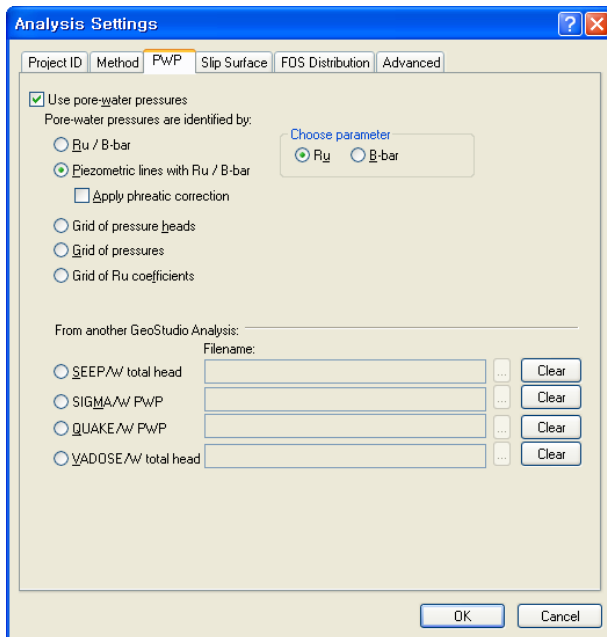 Analysis Settings
Project ID Method PWP Slip Surface FOS Distribution Advanced
Use pore-water pressures
Pore-water pressures are identified by:
Ru / B-bar
Piezometric lines with Ru / B-bar
Apply phreatic correction
Grid of pressure heads
Grid of pressures
Grid of Ru coefficients
Choose parameter
Ru B-bar
From another GeoStudio Analysis:
Filename:
SEEP/W total head ... Clear
SIGMA/W PWP ... Clear
QUAKE/W PWP ... Clear
VADOSE/W total head ... Clear
OK Cancel